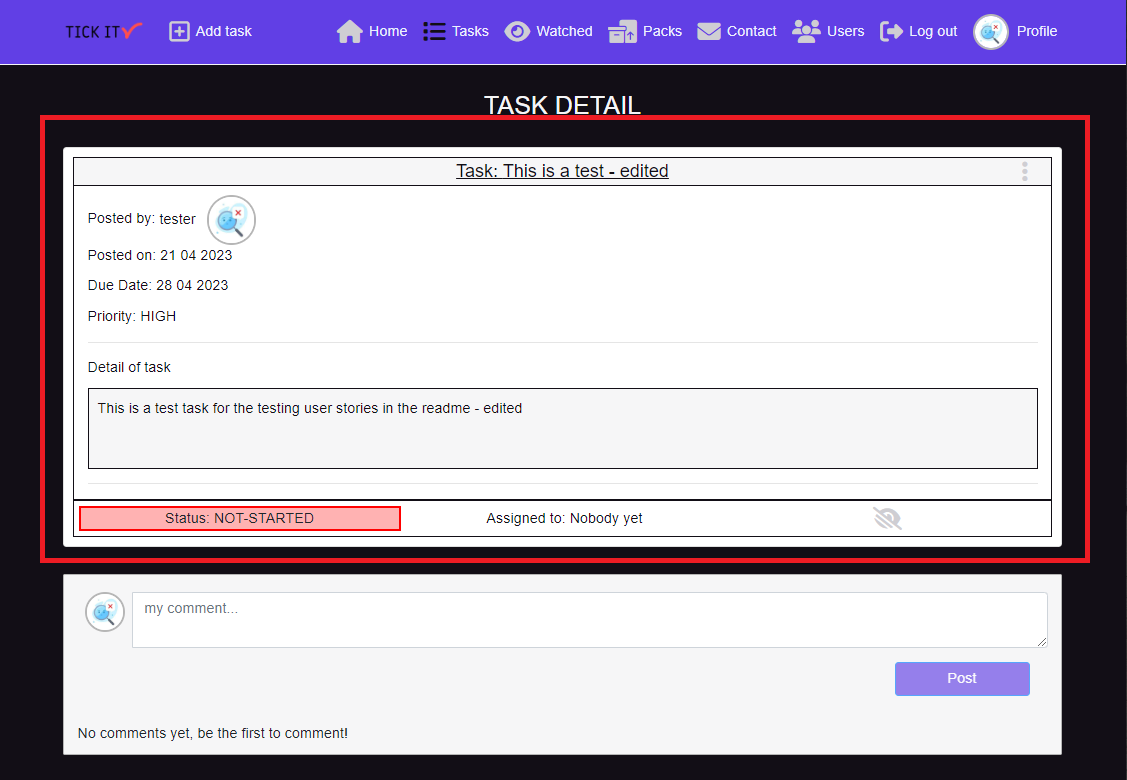 TICK IT Add task Home Tasks Watched Packs Contact Users Log out Profile
TASK DETAIL
Task: This is a test - edited
Posted by: tester
Posted on: 21 04 2023
Due Date: 28 04 2023
Priority: HIGH
Detail of task
This is a test task for the testing user stories in the readme - edited
Status: NOT-STARTED Assigned to: Nobody yet
my comment...
Post
No comments yet, be the first to comment!